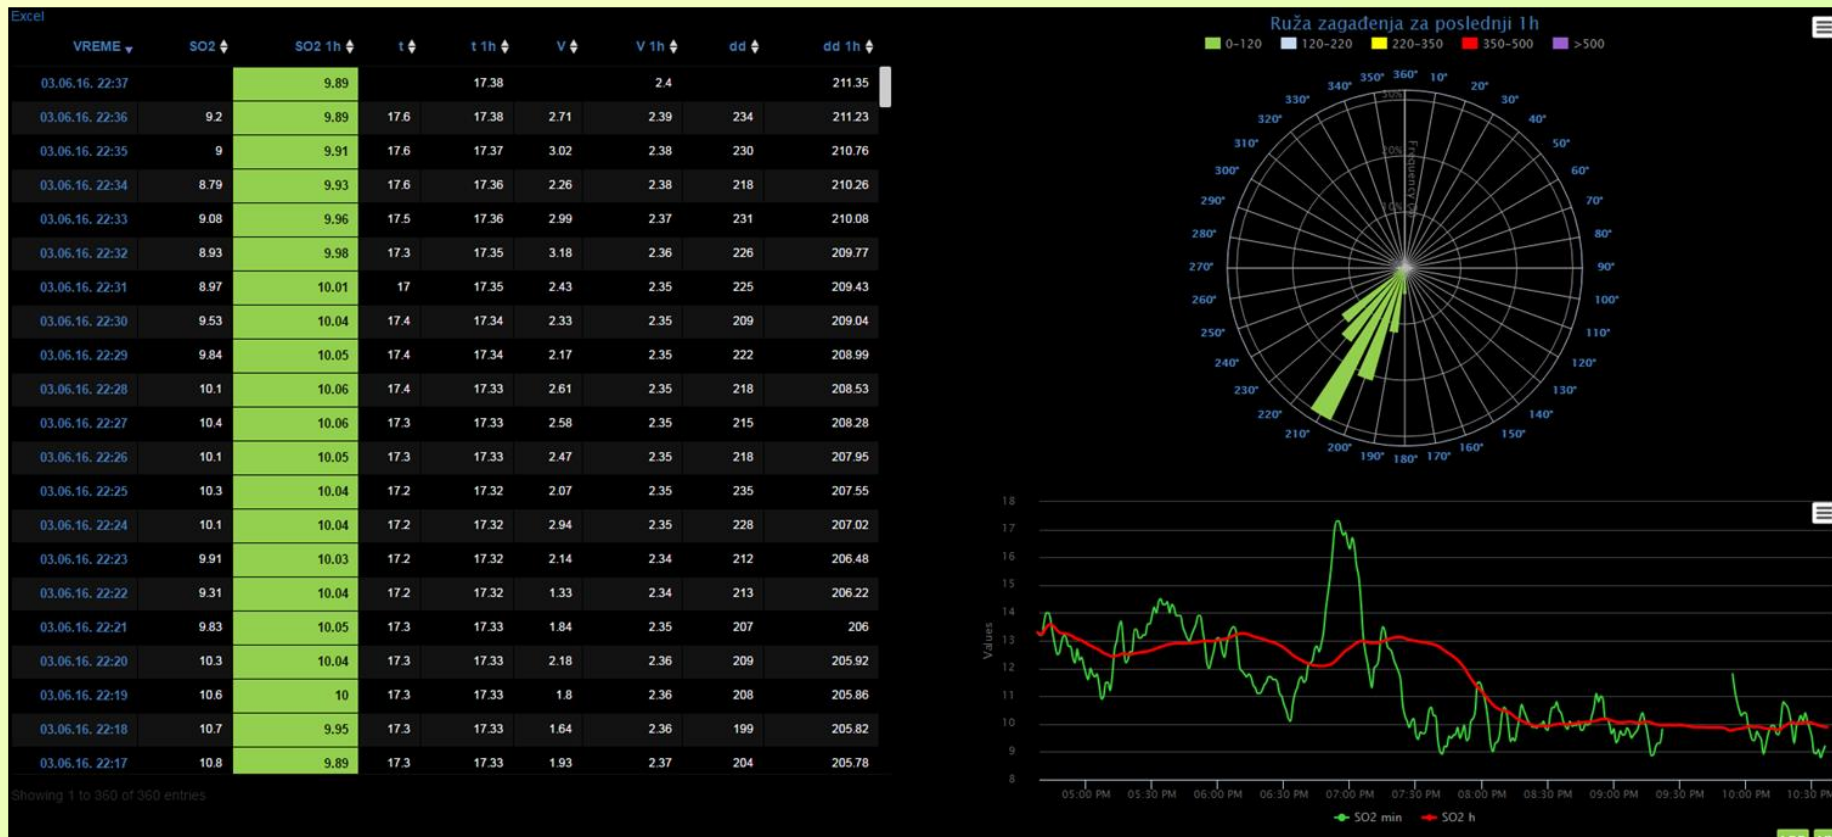 Excel
VREME SO2 SO2 1h t t 1h V V 1h dd dd 1h
03.06.16. 22:37 9.89 17.38 2.4 211.35
03.06.16. 22:36 9.2 9.89 17.6 17.38 2.71 2.39 234 211.23
03.06.16. 22:35 9 9.91 17.6 17.37 3.02 2.38 230 210.76
03.06.16. 22:34 8.79 9.93 17.6 17.36 2.26 2.38 218 210.26
03.06.16. 22:33 9.08 9.96 17.5 17.36 2.99 2.37 231 210.08
03.06.16. 22:32 8.93 9.98 17.3 17.35 3.18 2.36 226 209.77
03.06.16. 22:31 8.97 10.01 17 17.35 2.43 2.35 225 209.43
03.06.16. 22:30 9.53 10.04 17.4 17.34 2.33 2.35 209 209.04
03.06.16. 22:29 9.84 10.05 17.4 17.34 2.17 2.35 222 208.99
03.06.16. 22:28 10.1 10.06 17.4 17.33 2.61 2.35 218 208.53
03.06.16. 22:27 10.4 10.06 17.3 17.33 2.58 2.35 215 208.28
03.06.16. 22:26 10.1 10.05 17.3 17.33 2.47 2.35 218 207.95
03.06.16. 22:25 10.3 10.04 17.2 17.32 2.07 2.35 235 207.55
03.06.16. 22:24 10.1 10.04 17.2 17.32 2.94 2.35 228 207.02
03.06.16. 22:23 9.91 10.03 17.2 17.32 2.14 2.34 212 206.48
03.06.16. 22:22 9.31 10.04 17.2 17.32 1.33 2.34 213 206.22
03.06.16. 22:21 9.83 10.05 17.3 17.33 1.84 2.35 207 206
03.06.16. 22:20 10.3 10.04 17.3 17.33 2.18 2.36 209 205.92
03.06.16. 22:19 10.6 10 17.3 17.33 1.8 2.36 208 205.86
03.06.16. 22:18 10.7 9.95 17.3 17.33 1.64 2.36 199 205.82
03.06.16. 22:17 10.8 9.89 17.3 17.33 1.93 2.37 204 205.78
Showing 1 to 360 of 360 entries
Ruža zagađenja za poslednji 1h
0-120 120-220 220-350 350-500 >500
360° 10° 20° 30° 40° 50° 60° 70° 80° 90° 100° 110° 120° 130° 140° 150° 160° 170° 180° 190° 200° 210° 220° 230° 240° 250° 260° 270° 280° 290° 300° 310° 320° 330° 340° 350°
30%
20%
10%
Frequency
Values
18
17
16
15
14
13
12
11
10
9
8
05:00 PM 05:30 PM 06:00 PM 06:30 PM 07:00 PM 07:30 PM 08:00 PM 08:30 PM 09:00 PM 09:30 PM 10:00 PM 10:30 PM
SO2 min SO2 h